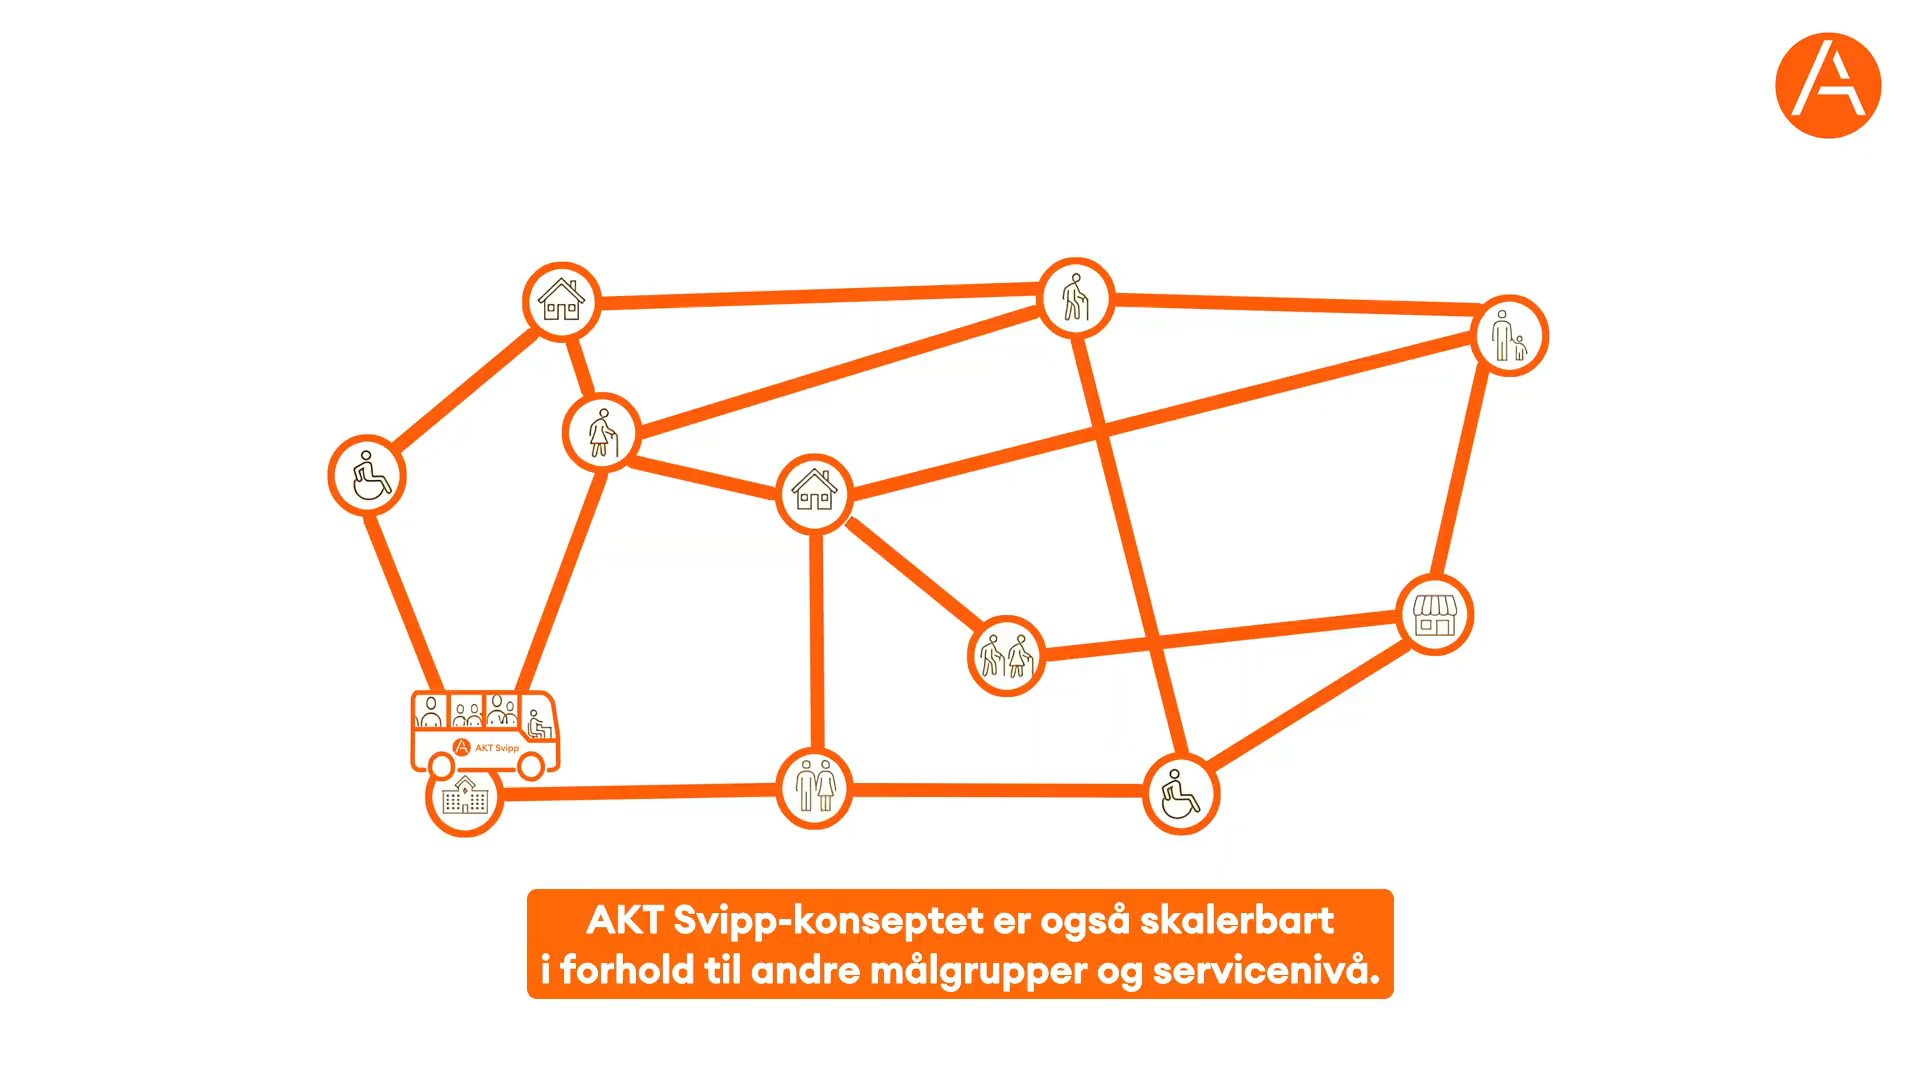 AKT Svipp
AKT Svipp-konseptet er også skalerbart
i forhold til andre målgrupper og servicenivå.